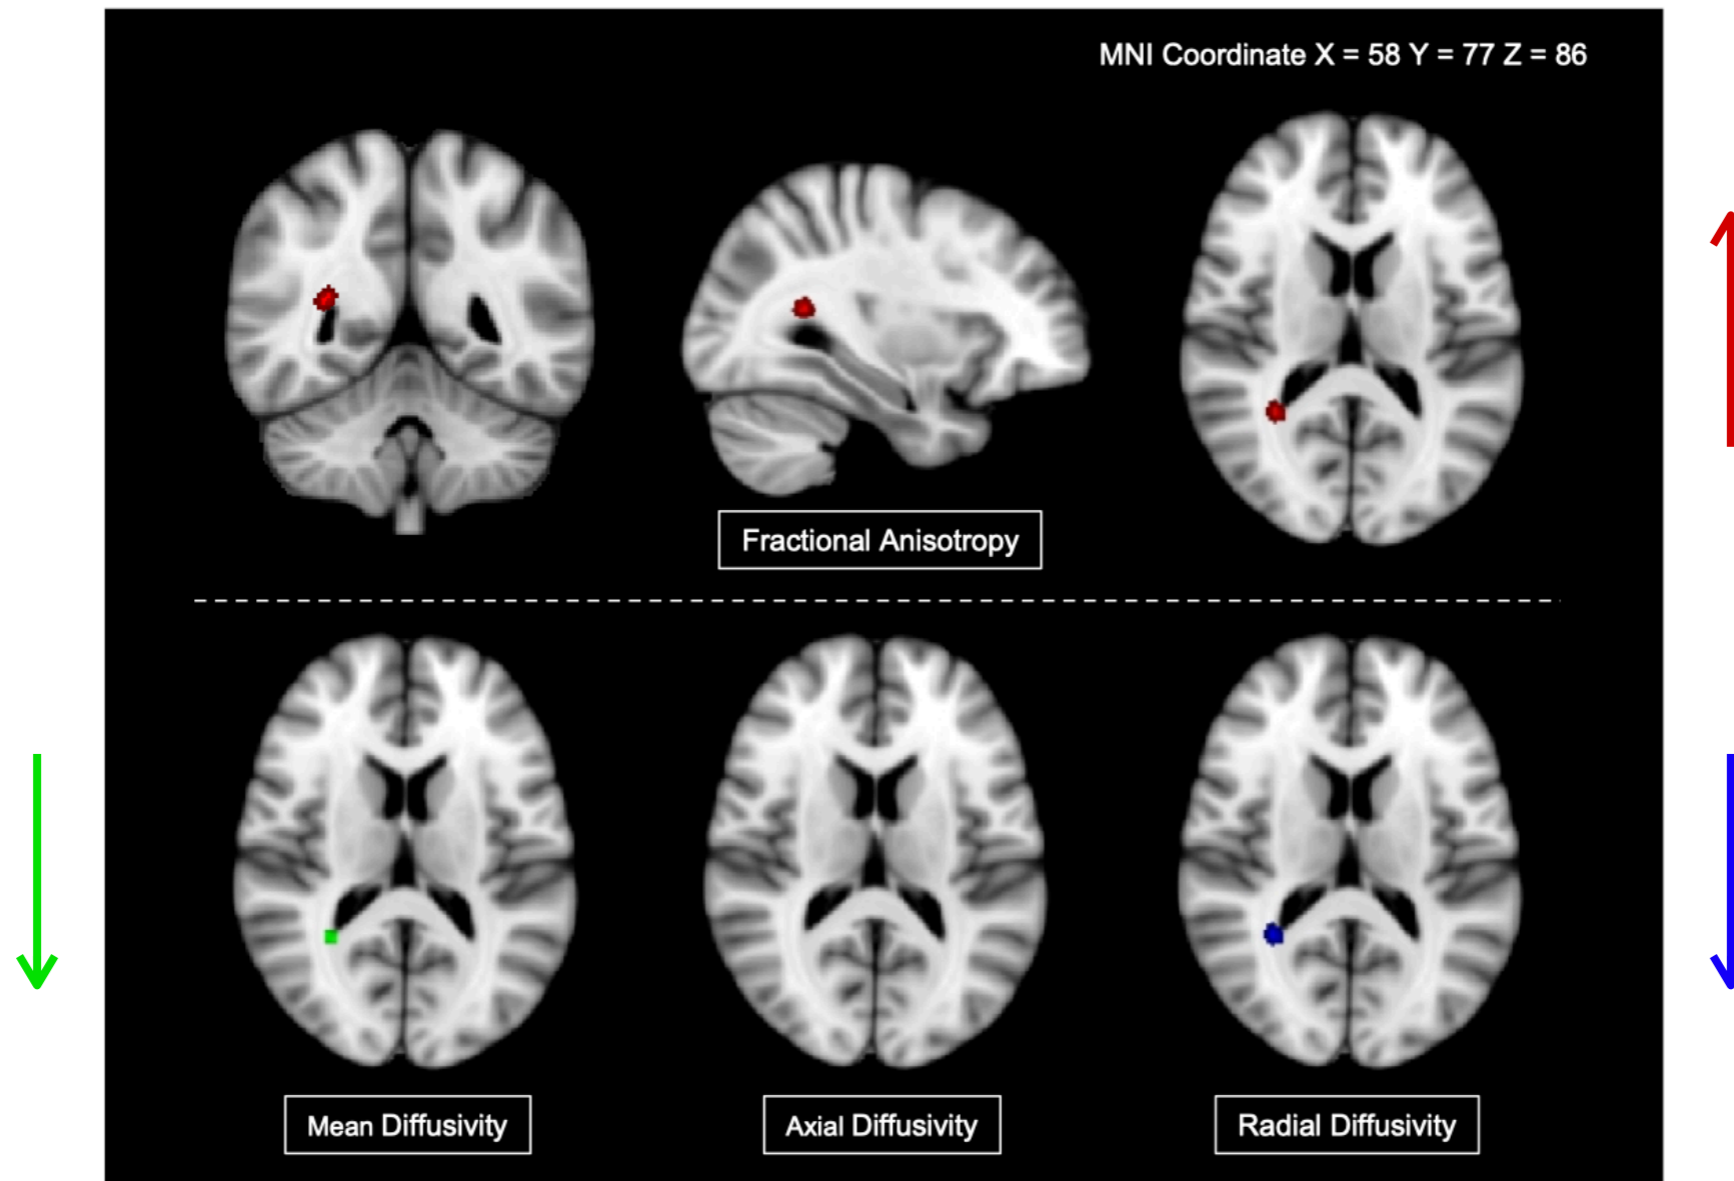 MNI Coordinate X = 58 Y = 77 Z = 86
Fractional Anisotropy
Mean Diffusivity
Axial Diffusivity
Radial Diffusivity